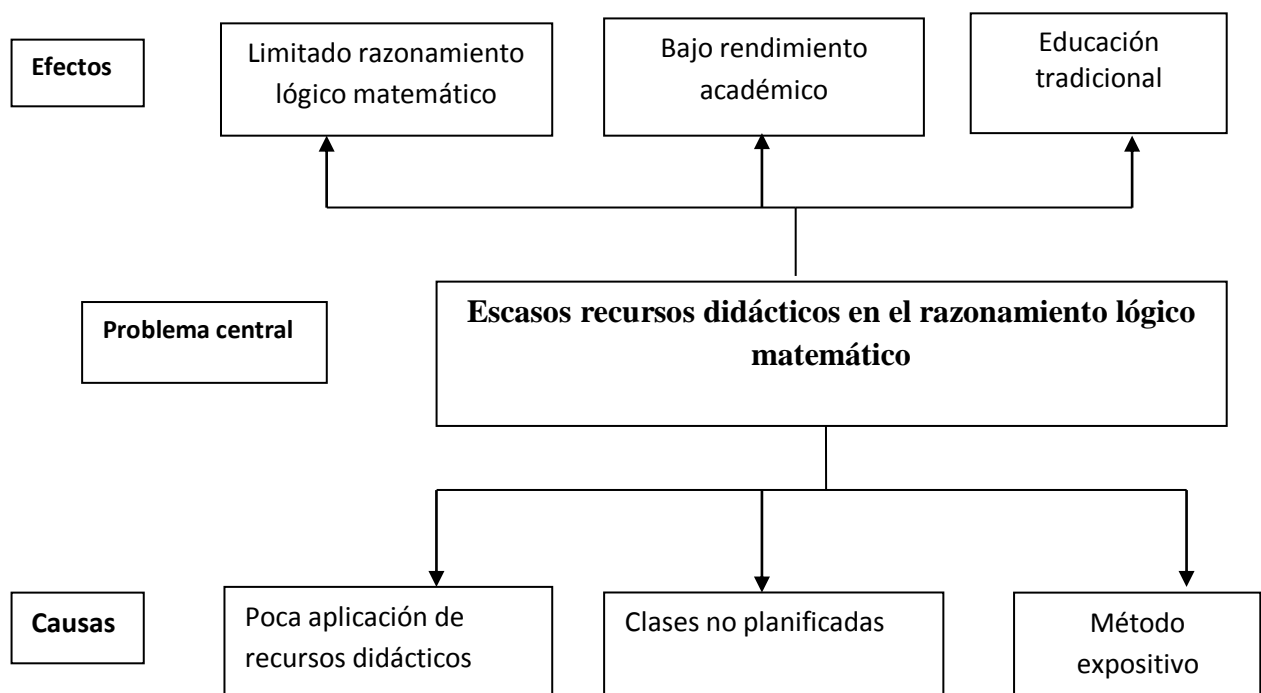 Efectos
Limitado razonamiento
lógico matemático
Bajo rendimiento
académico
Educación
tradicional
Problema central
Escasos recursos didácticos en el razonamiento lógico
matemático
Causas
Poca aplicación de
recursos didácticos
Clases no planificadas
Método
expositivo